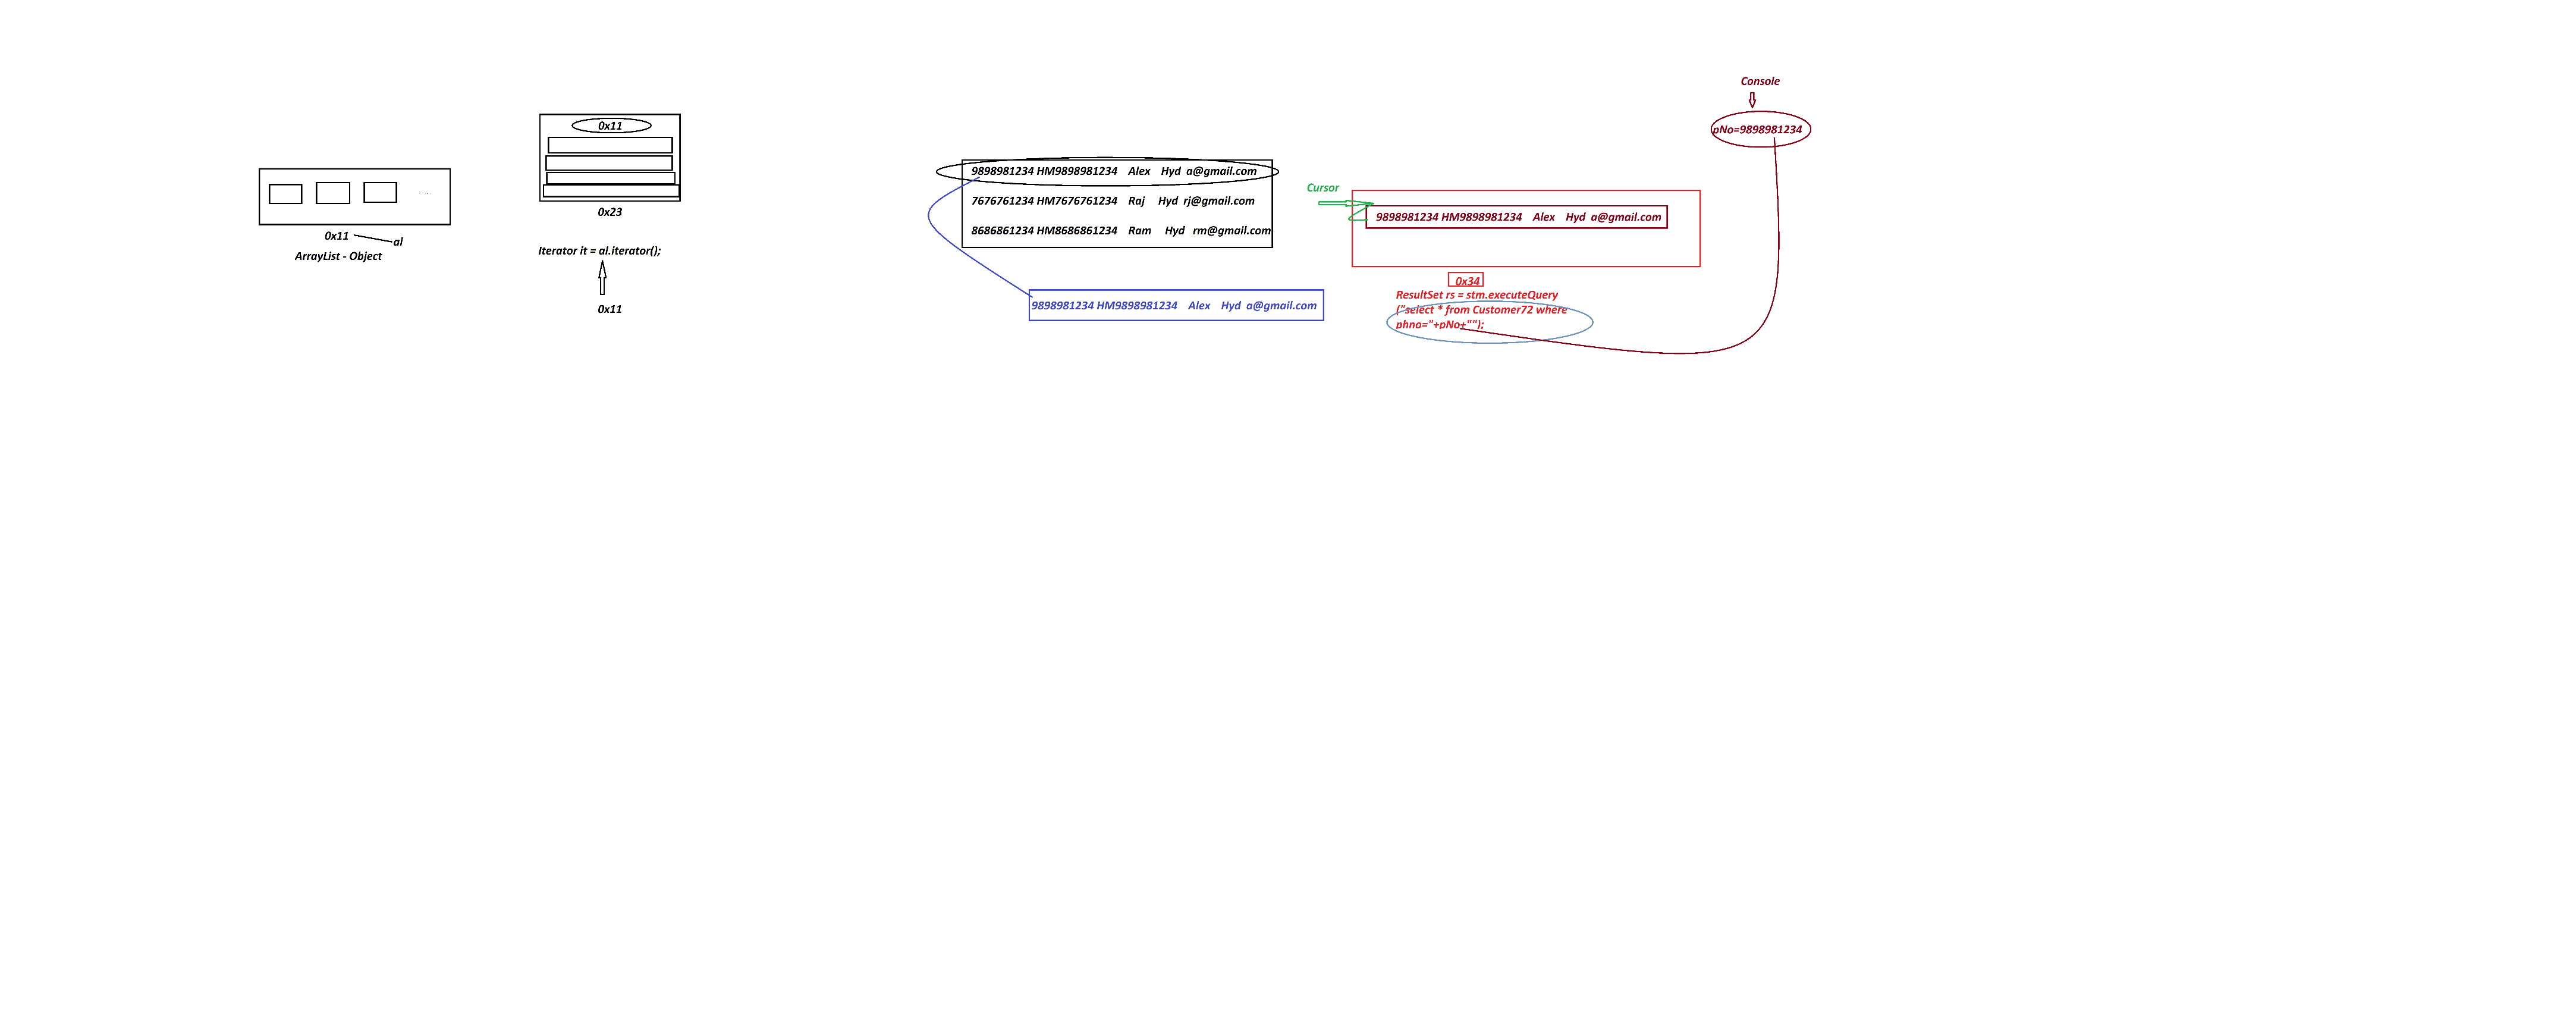 0x11
al
ArrayList - Object
0x11
0x23
Iterator it = al.iterator();
0x11
9898981234 HM9898981234 Alex Hyd a@gmail.com
7676761234 HM7676761234 Raj Hyd rj@gmail.com
8686861234 HM8686861234 Ram Hyd rm@gmail.com
9898981234 HM9898981234 Alex Hyd a@gmail.com
Cursor
9898981234 HM9898981234 Alex Hyd a@gmail.com
0x34
ResultSet rs = stm.executeQuery
("select * from Customer72 where
phno="+pNo+"");
Console
pNo=9898981234